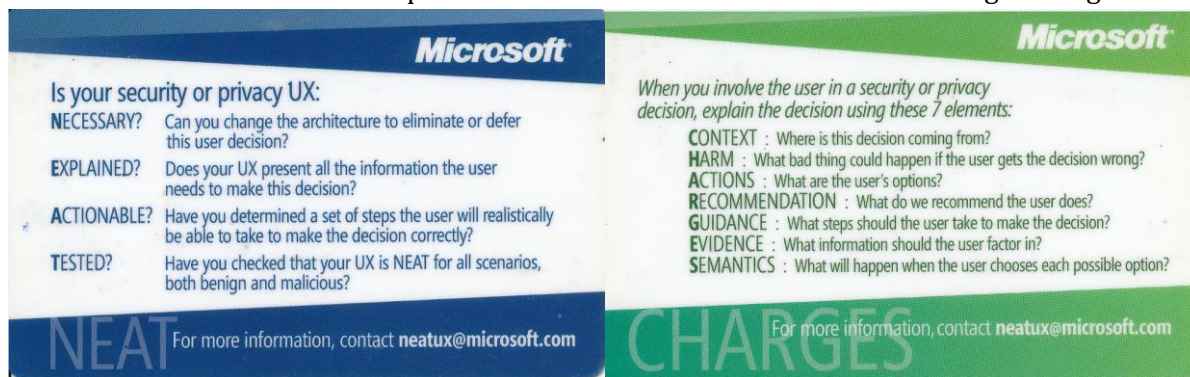 Microsoft
Is your security or privacy UX:
NECESSARY? Can you change the architecture to eliminate or defer
this user decision?
EXPLAINED? Does your UX present all the information the user
needs to make this decision?
ACTIONABLE? Have you determined a set of steps the user will realistically
be able to take to make the decision correctly?
TESTED? Have you checked that your UX is NEAT for all scenarios,
both benign and malicious?
NEAT For more information, contact neatux@microsoft.com
Microsoft
When you involve the user in a security or privacy
decision, explain the decision using these 7 elements:
CONTEXT : Where is this decision coming from?
HARM : What bad thing could happen if the user gets the decision wrong?
ACTIONS : What are the user's options?
RECOMMENDATION : What do we recommend the user does?
GUIDANCE : What steps should the user take to make the decision?
EVIDENCE : What information should the user factor in?
SEMANTICS : What will happen when the user chooses each possible option?
CHARGES For more information, contact neatux@microsoft.com